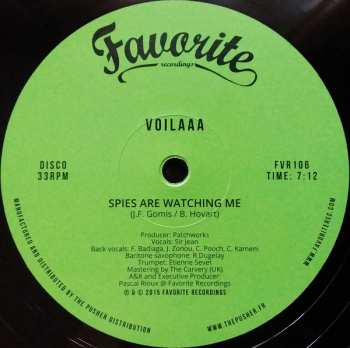 Favorite
recordings
VOILAAA
DISCO
33RPM
FVR106
TIME: 7:12
SPIES ARE WATCHING ME
(J.F. Gomis / B. Hovisit)
Producer: Patchworks
Vocals: Sir Jean
Back vocals: F. Badiaga, J. Zonou, C. Pooch, C. Kameni
Baritone saxophone: R.Dugelay
Trumpet: Etienne Sevet
Mastering by The Carvery (UK)
A&R and Executive Producer:
Pascal Rioux @ Favorite Recordings
℗ & © 2015 FAVORITE RECORDINGS
MANUFACTURED AND DISTRIBUTED BY THE PUSHER DISTRIBUTION
WWW.THEPUSHER.FR
WWW.FAVORITEREC.COM